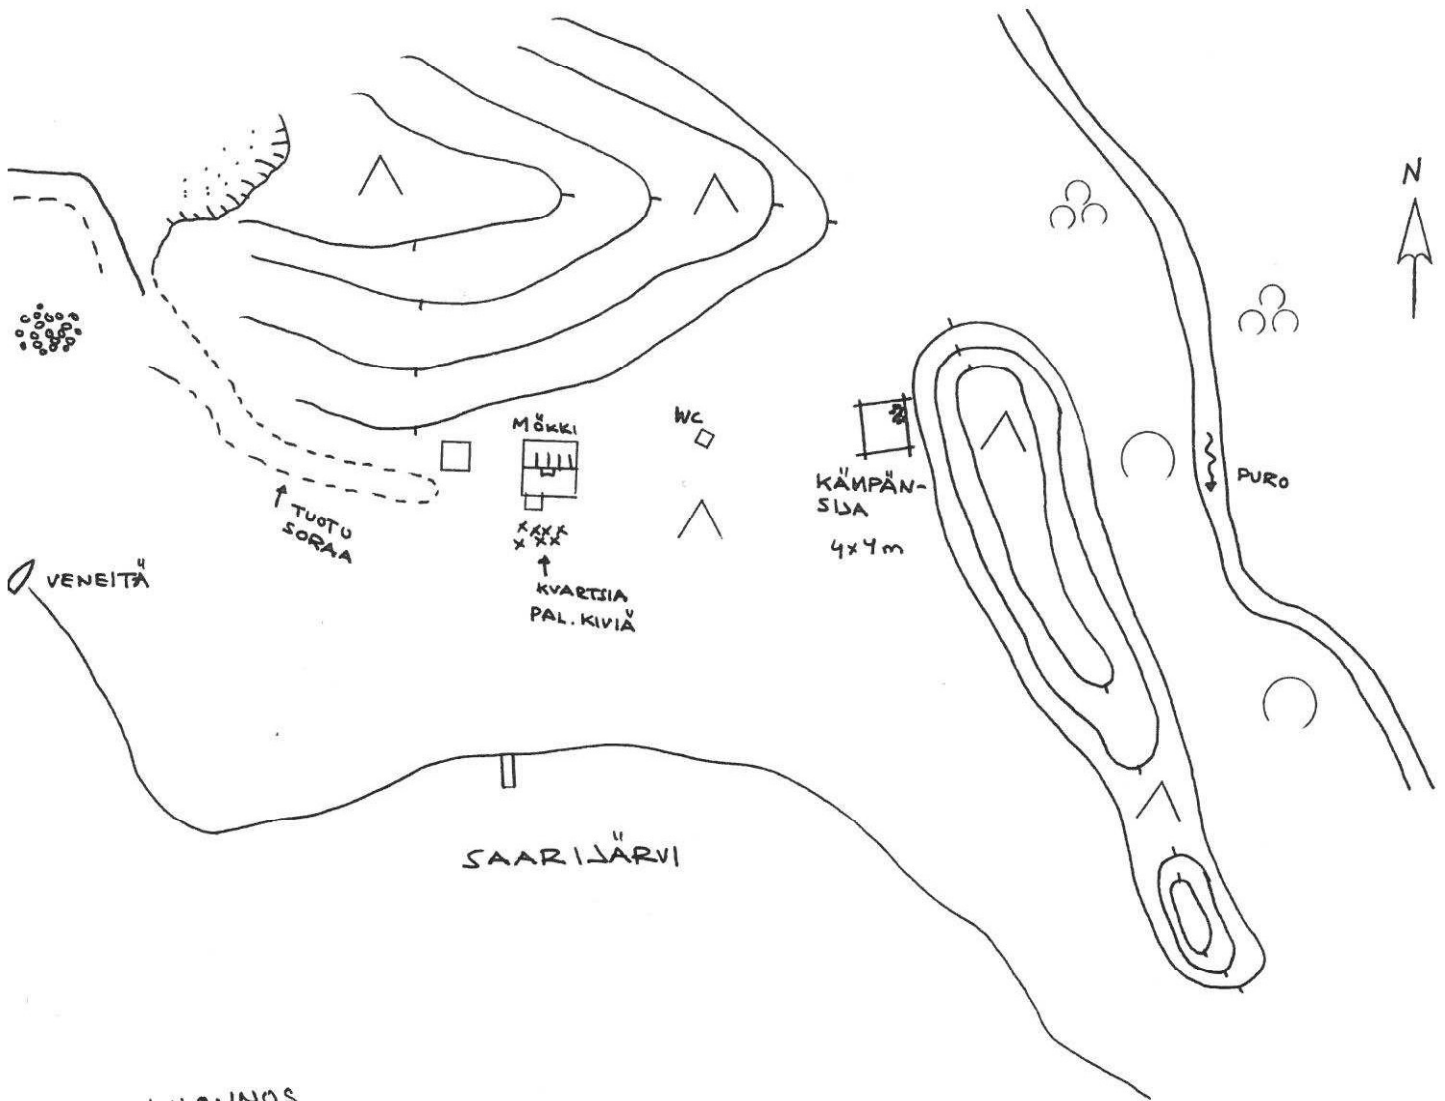 N
MÖKKI
WC
PURO
KÄMPÄN-
SIJA
4x4m
TUOTU
SORAA
VENEITÄ
KVARTSIA
PAL. KIVIÄ
SAARIJÄRVI